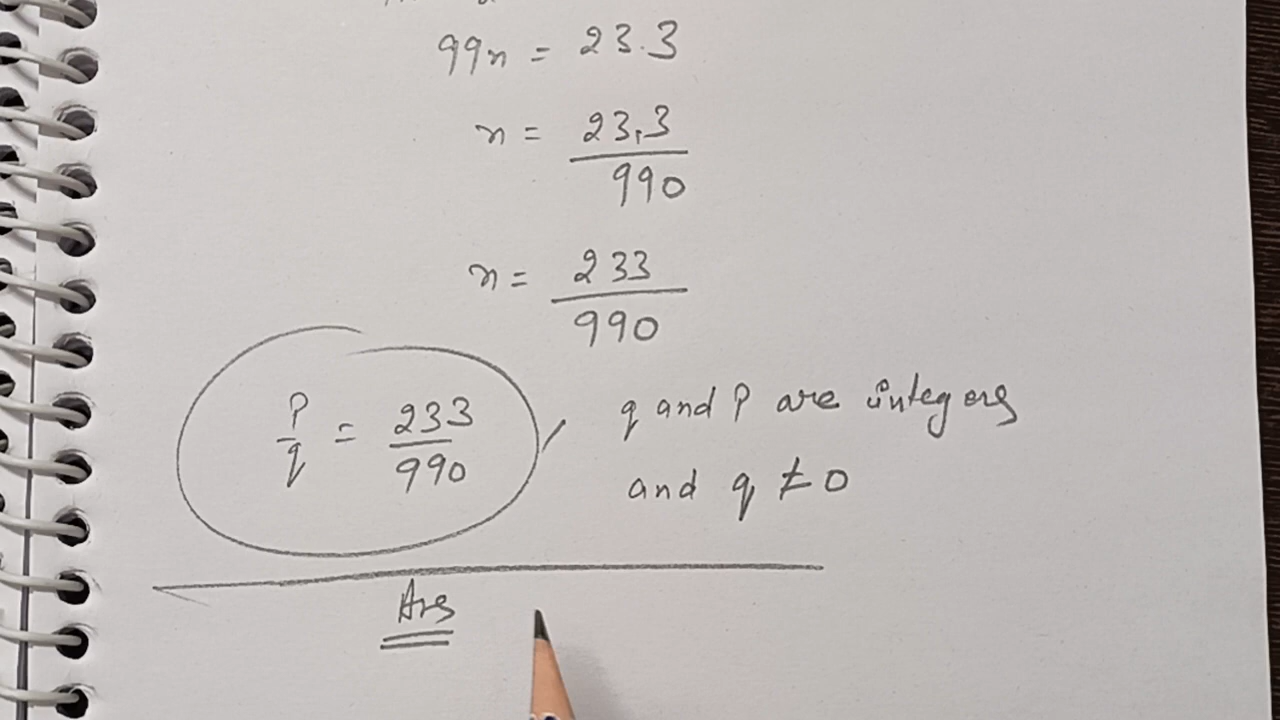 99x = 23.3
x = 23.3 / 990
x = 233 / 990
p/q = 233/990, q and p are integers
and q ≠ 0
Ans